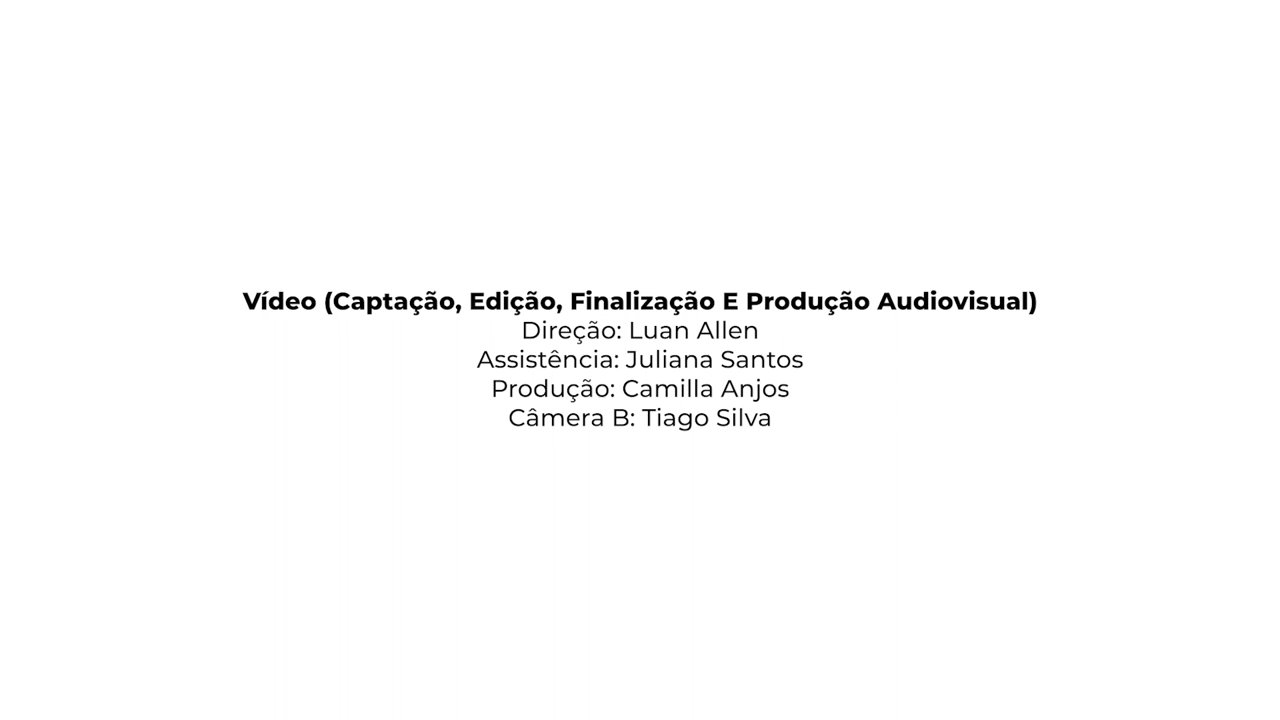 Vídeo (Captação, Edição, Finalização E Produção Audiovisual)
Direção: Luan Allen
Assistência: Juliana Santos
Produção: Camilla Anjos
Câmera B: Tiago Silva